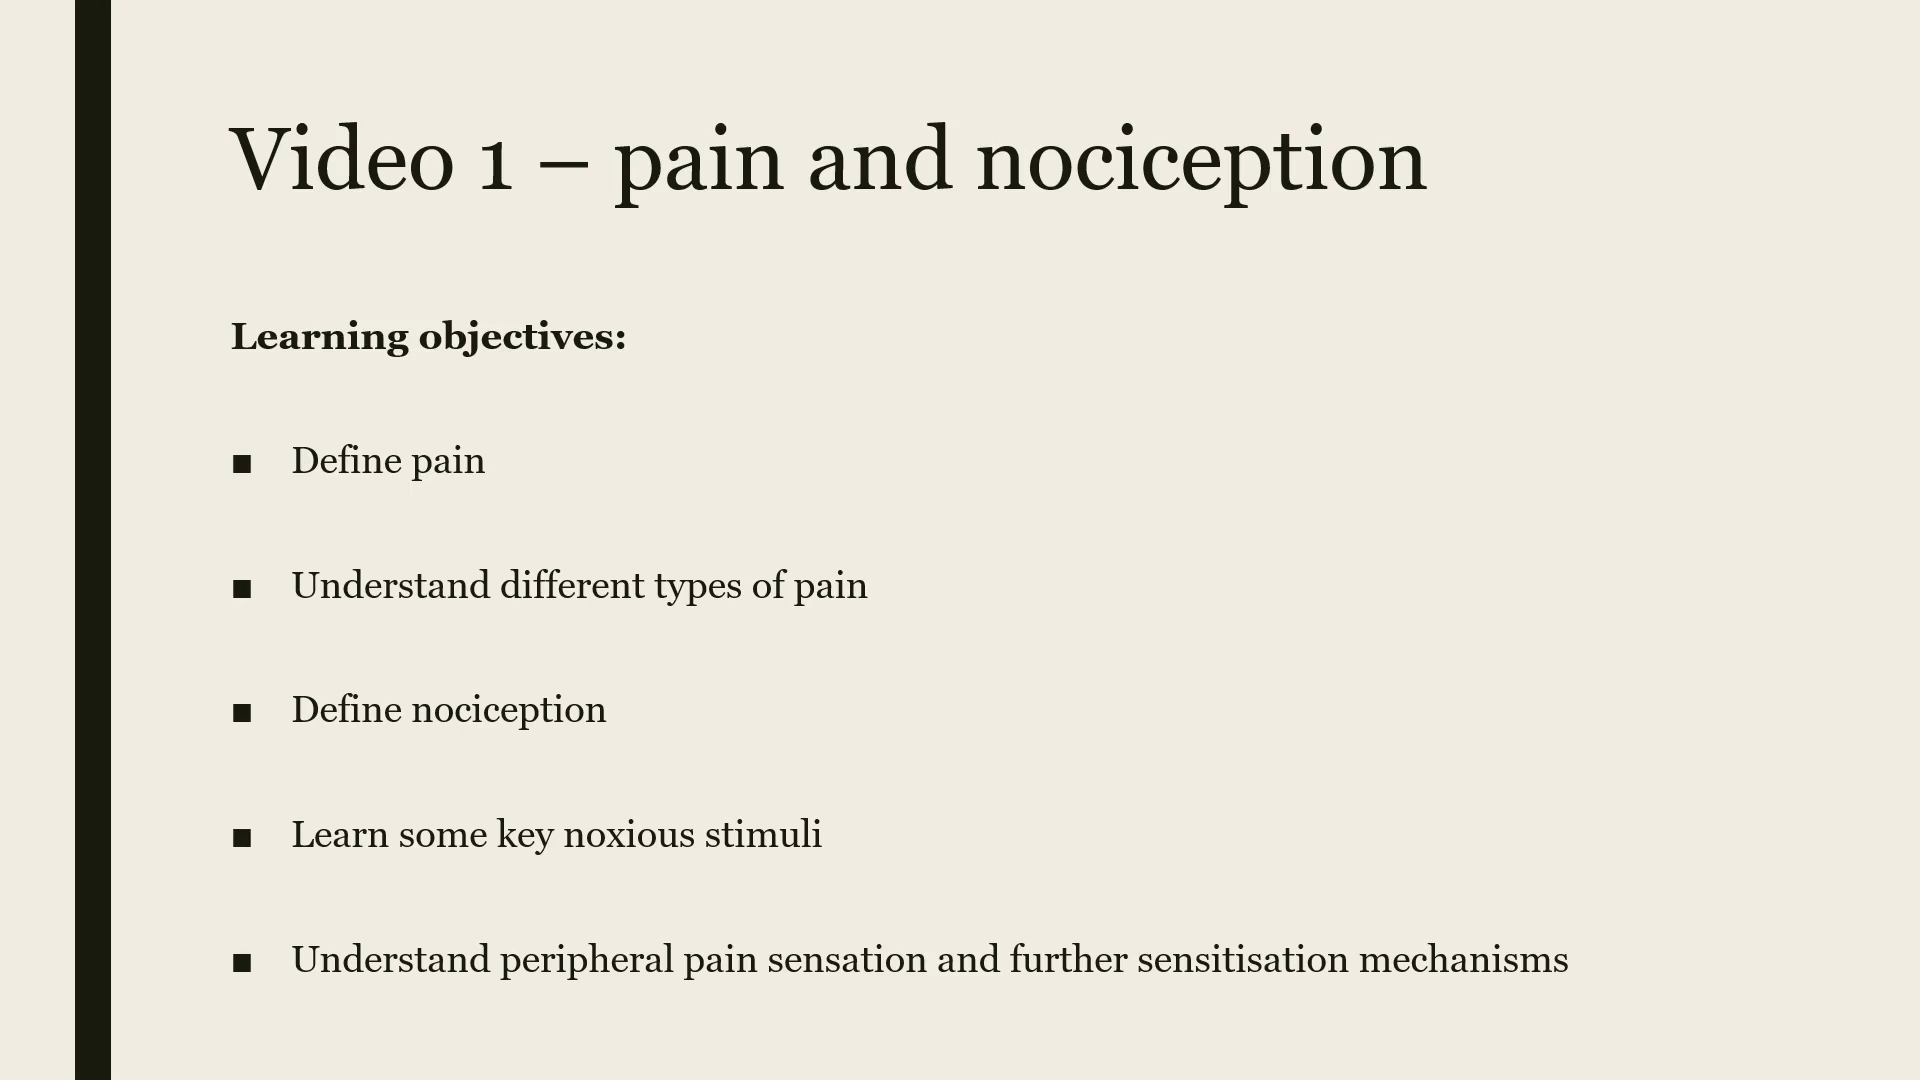 Video 1 – pain and nociception
Learning objectives:
■ Define pain
■ Understand different types of pain
■ Define nociception
■ Learn some key noxious stimuli
■ Understand peripheral pain sensation and further sensitisation mechanisms